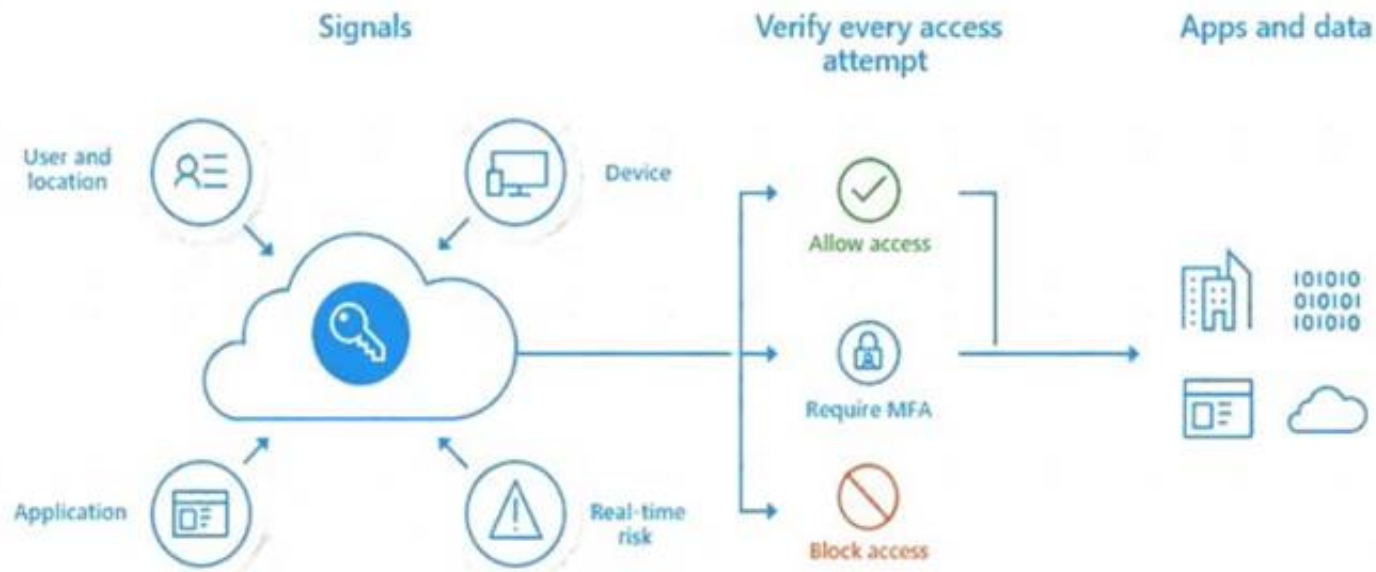 Signals
Verify every access
attempt
Apps and data
User and
location
Device
Allow access
101010
010101
101010
Require MFA
Application
Real-time
risk
Block access